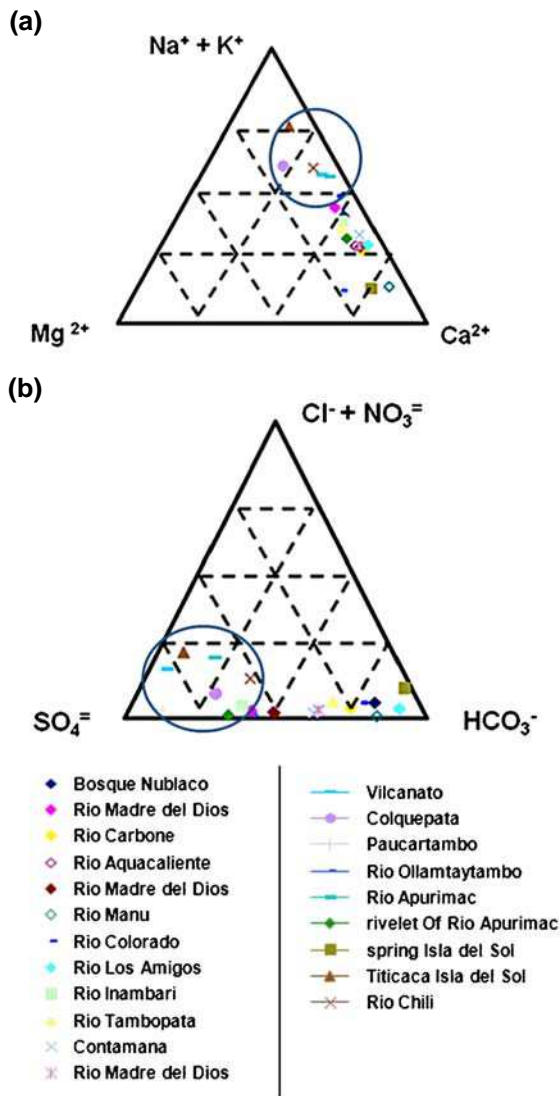 (a)
Na⁺ + K⁺
Mg ²⁺
Ca²⁺
(b)
Cl⁻ + NO₃⁼
SO₄⁼
HCO₃⁻
Bosque Nublaco
Rio Madre del Dios
Rio Carbone
Rio Aquacaliente
Rio Madre del Dios
Rio Manu
Rio Colorado
Rio Los Amigos
Rio Inambari
Rio Tambopata
Contamana
Rio Madre del Dios
Vilcanato
Colquepata
Paucartambo
Rio Ollamtaytambo
Rio Apurimac
rivelet Of Rio Apurimac
spring Isla del Sol
Titicaca Isla del Sol
Rio Chili